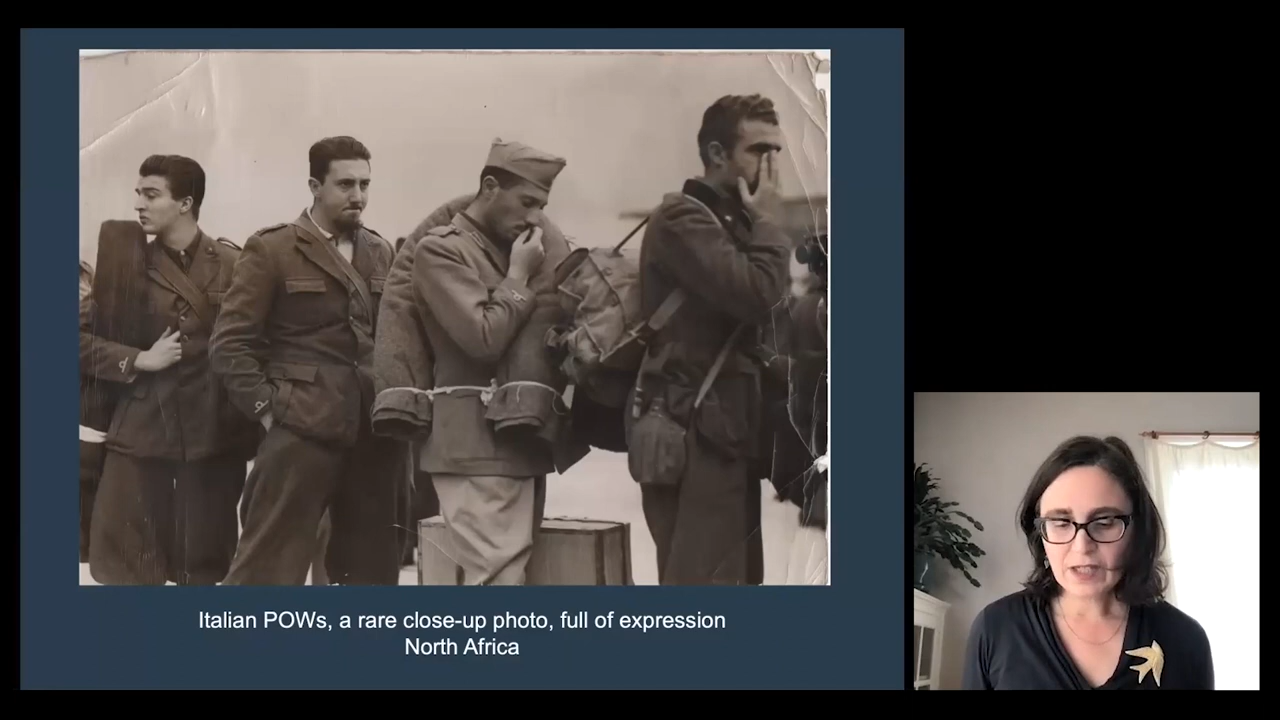 Italian POWs, a rare close-up photo, full of expression
North Africa